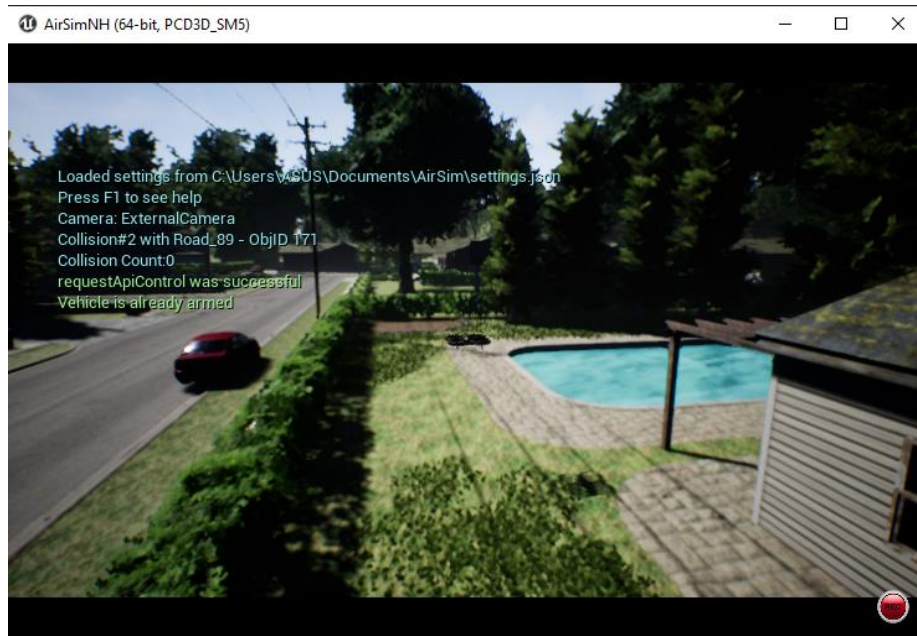 AirSimNH (64-bit, PCD3D_SM5)
Loaded settings from C:\Users\ASUS\Documents\AirSim\settings.json
Press F1 to see help
Camera: ExternalCamera
Collision#2 with Road_89 - ObjID 171
Collision Count:0
requestApiControl was successful
Vehicle is already armed
REC